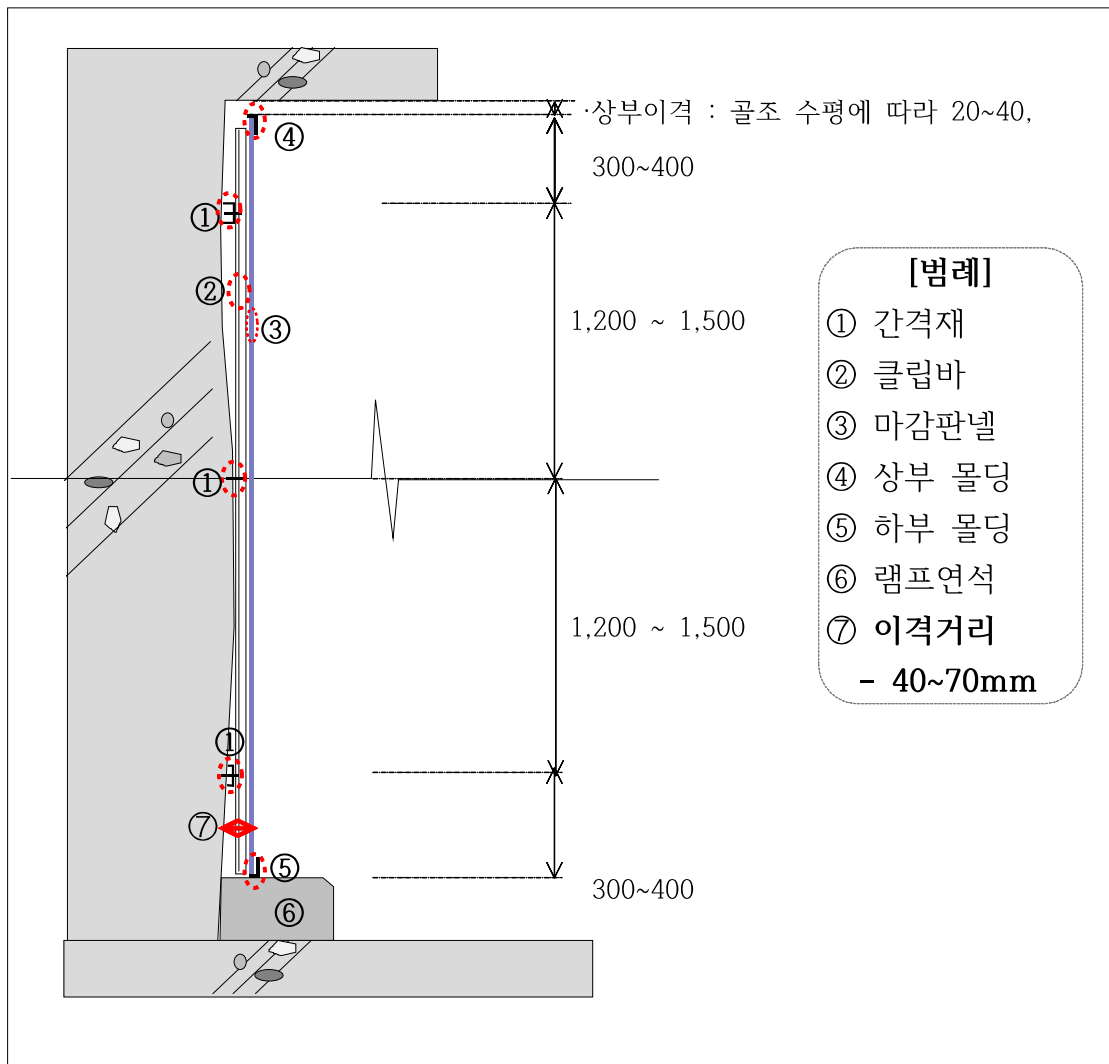 ·상부이격 : 골조 수평에 따라 20~40,
④
300~400
①
[범례]
② 
① 간격재
③
1,200 ~ 1,500
② 클립바
③ 마감판넬
④ 상부 몰딩
①
⑤ 하부 몰딩
⑥ 램프연석
1,200 ~ 1,500
⑦ 이격거리
- 40~70mm
①
⑦
⑤
300~400
⑥